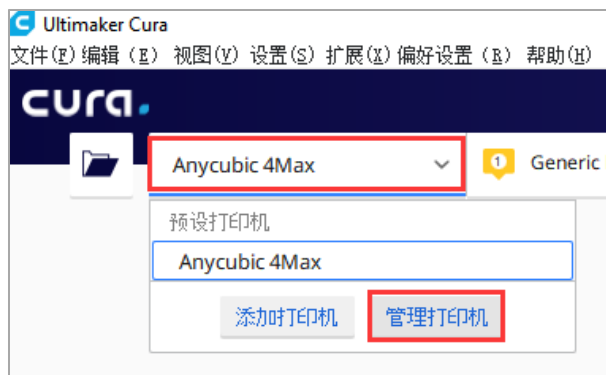 Ultimaker Cura
文件(F) 编辑 (E) 视图(V) 设置(S) 扩展(X) 偏好设置 (R) 帮助(H)
cura.
Anycubic 4Max 1 Generic
预设打印机
Anycubic 4Max
添加打印机 管理打印机